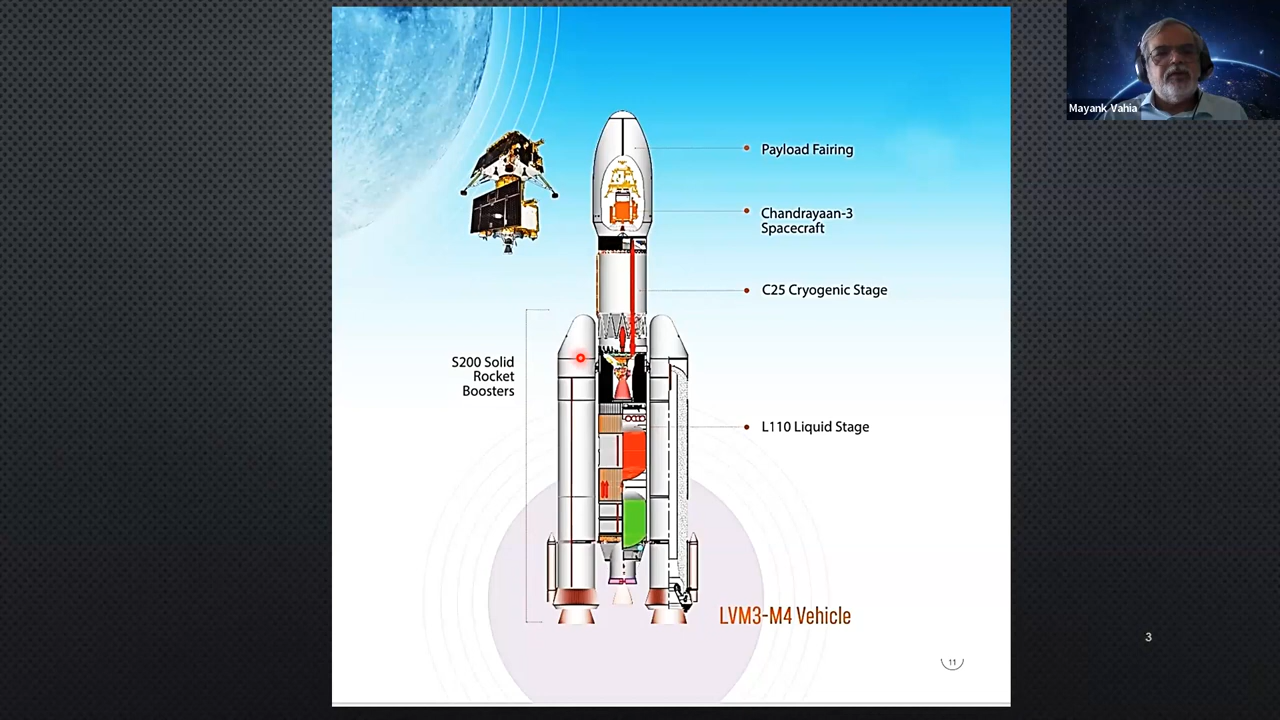 Mayank Vahia
Payload Fairing
Chandrayaan-3
Spacecraft
C25 Cryogenic Stage
S200 Solid
Rocket
Boosters
L110 Liquid Stage
LVM3-M4 Vehicle
3
11